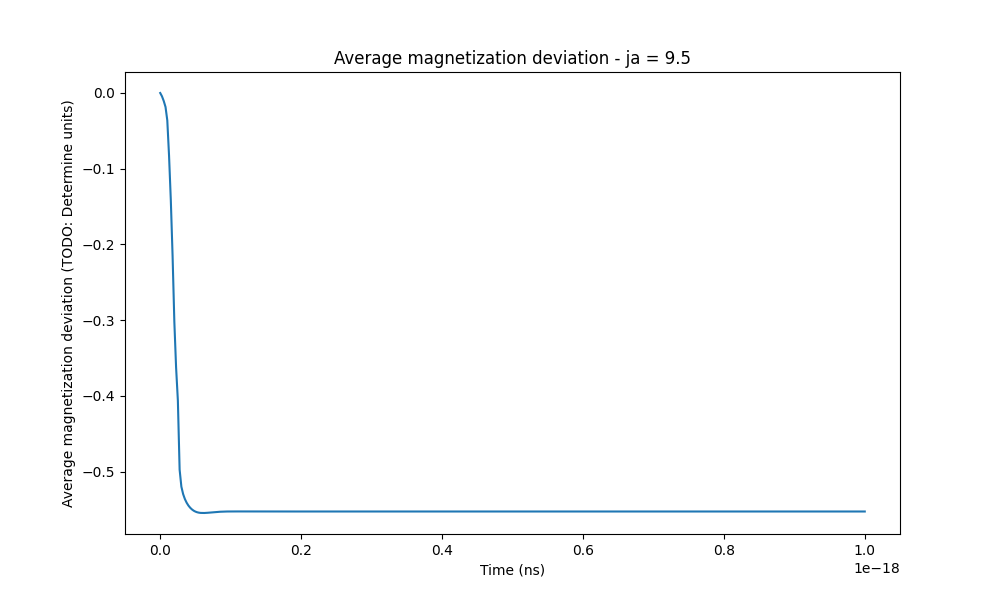 Average magnetization deviation - ja = 9.5
Average magnetization deviation (TODO: Determine units)
0.0
−0.1
−0.2
−0.3
−0.4
−0.5
0.0 0.2 0.4 0.6 0.8 1.0
1e−18
Time (ns)